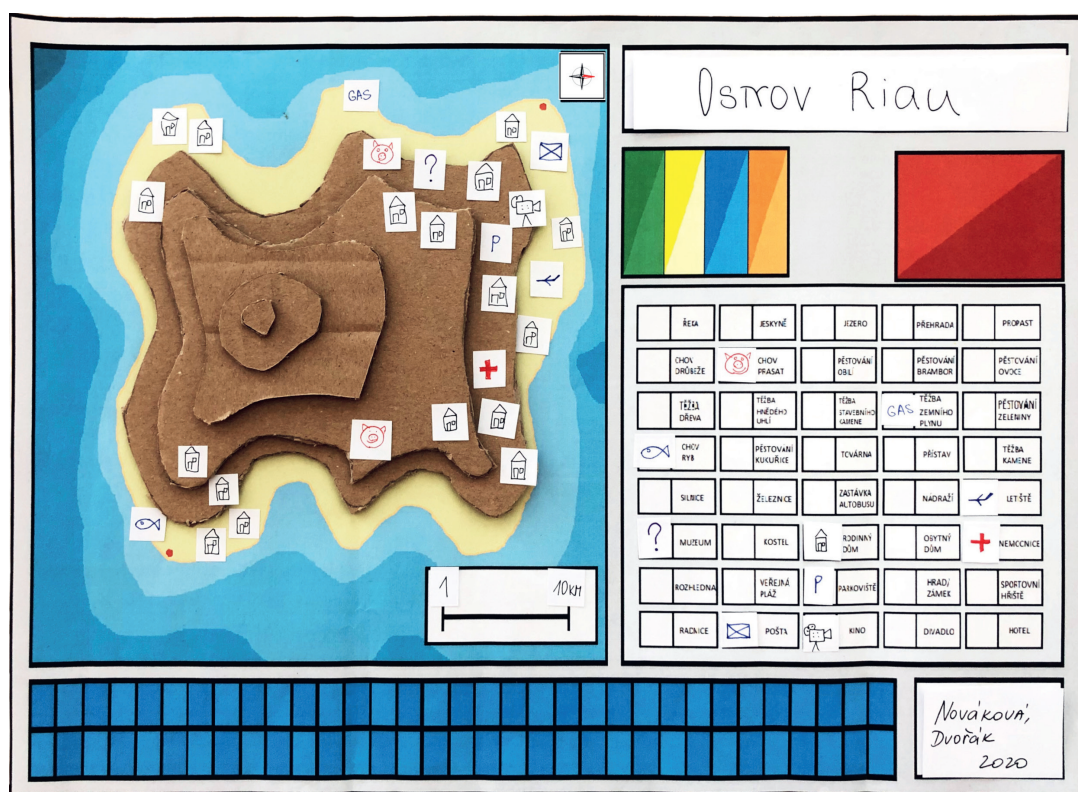 GAS
?
P
1 10KM
Ostrov Riau
ŘEKA
JESKYNĚ
JEZERO
PŘEHRADA
PROPAST
CHOV
DRŮBEŽE
CHOV
PRASAT
PĚSTOVÁNÍ
OBILÍ
PĚSTOVÁNÍ
BRAMBOR
PĚSTOVÁNÍ
OVOCE
TĚŽBA
DŘEVA
TĚŽBA
HNĚDÉHO
UHLÍ
TĚŽBA
STAVEBNÍHO
KAMENE
GAS
TĚŽBA
ZEMNÍHO
PLYNU
PĚSTOVÁNÍ
ZELENINY
CHOV
RYB
PĚSTOVÁNÍ
KUKUŘICE
TOVÁRNA
PŘÍSTAV
TĚŽBA
KAMENE
SILNICE
ŽELEZNICE
ZASTÁVKA
AUTOBUSU
NÁDRAŽÍ
LETIŠTĚ
?
MUZEUM
KOSTEL
RODINNÝ
DŮM
OBYTNÝ
DŮM
NEMOCNICE
ROZHLEDNA
VEŘEJNÁ
PLÁŽ
P
PARKOVIŠTĚ
HRAD/
ZÁMEK
SPORTOVNÍ
HŘIŠTĚ
RADNICE
POŠTA
KINO
DIVADLO
HOTEL
Nováková,
Dvořák
2020